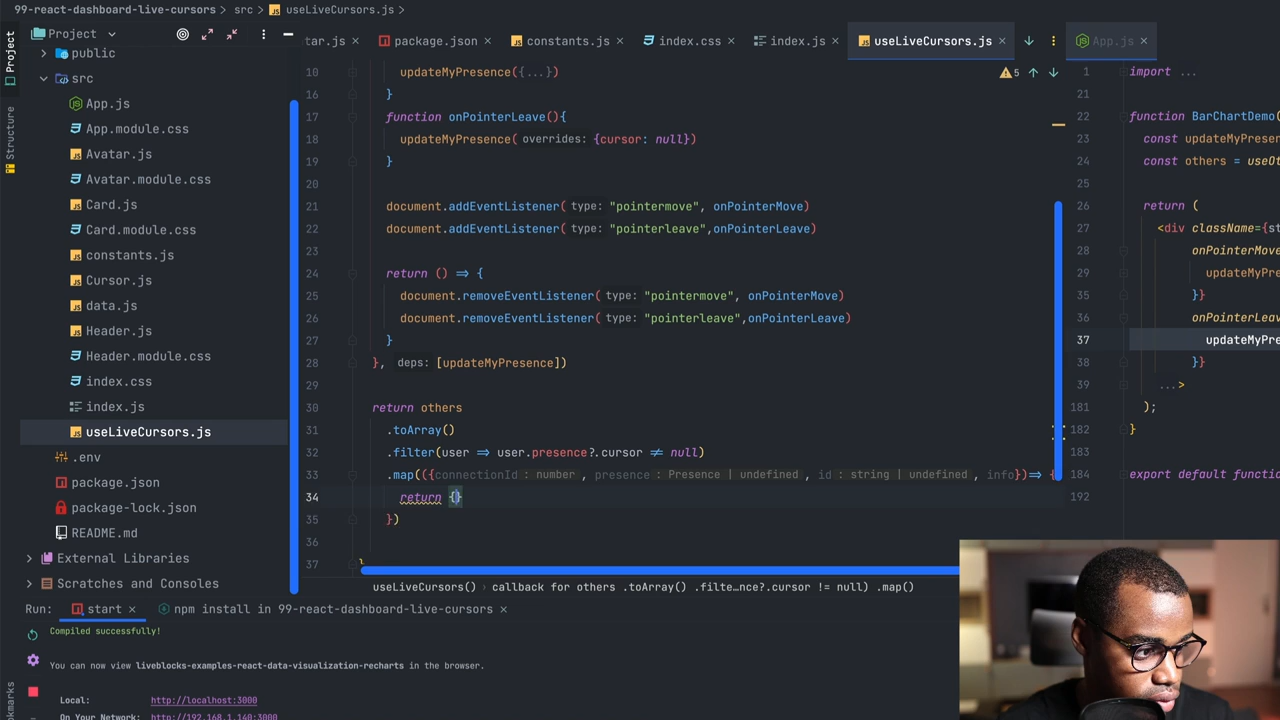 99-react-dashboard-live-cursors > src > useLiveCursors.js >
Project
tar.js × package.json × constants.js × index.css × index.js × useLiveCursors.js × App.js ×
Project
Structure
public
src
App.js
App.module.css
Avatar.js
Avatar.module.css
Card.js
Card.module.css
constants.js
Cursor.js
data.js
Header.js
Header.module.css
index.css
index.js
useLiveCursors.js
.env
package.json
package-lock.json
README.md
External Libraries
Scratches and Consoles
5
10 updateMyPresence({...})
16 }
17 function onPointerLeave(){
18 updateMyPresence( overrides: {cursor: null})
19 }
20
21 document.addEventListener( type: "pointermove", onPointerMove)
22 document.addEventListener( type: "pointerleave",onPointerLeave)
23
24 return () ⇒ {
25 document.removeEventListener( type: "pointermove", onPointerMove)
26 document.removeEventListener( type: "pointerleave",onPointerLeave)
27 }
28 }, deps: [updateMyPresence])
29
30 return others
31 .toArray()
32 .filter(user ⇒ user.presence?.cursor ≠ null)
33 .map(({connectionId : number , presence : Presence | undefined , id : string | undefined , info})⇒ {
34 return {}
35 })
36
37 }
useLiveCursors() › callback for others .toArray() .filte...nce?.cursor != null) .map()
1 import ...
21
22 function BarChartDemo(
23 const updateMyPresen
24 const others = useOt
25
26 return (
27 <div className={st
28 onPointerMove
29 updateMyPre
35 }}
36 onPointerLeav
37 updateMyPre
38 }}
39 ...>
181 );
182 }
183
184 export default functio
192
Run: start × npm install in 99-react-dashboard-live-cursors ×
Compiled successfully!
You can now view liveblocks-examples-react-data-visualization-recharts in the browser.
Local: http://localhost:3000
On Your Network: http://192.168.1.140:3000